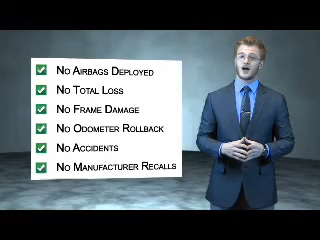 No Airbags Deployed
No Total Loss
No Frame Damage
No Odometer Rollback
No Accidents
No Manufacturer Recalls